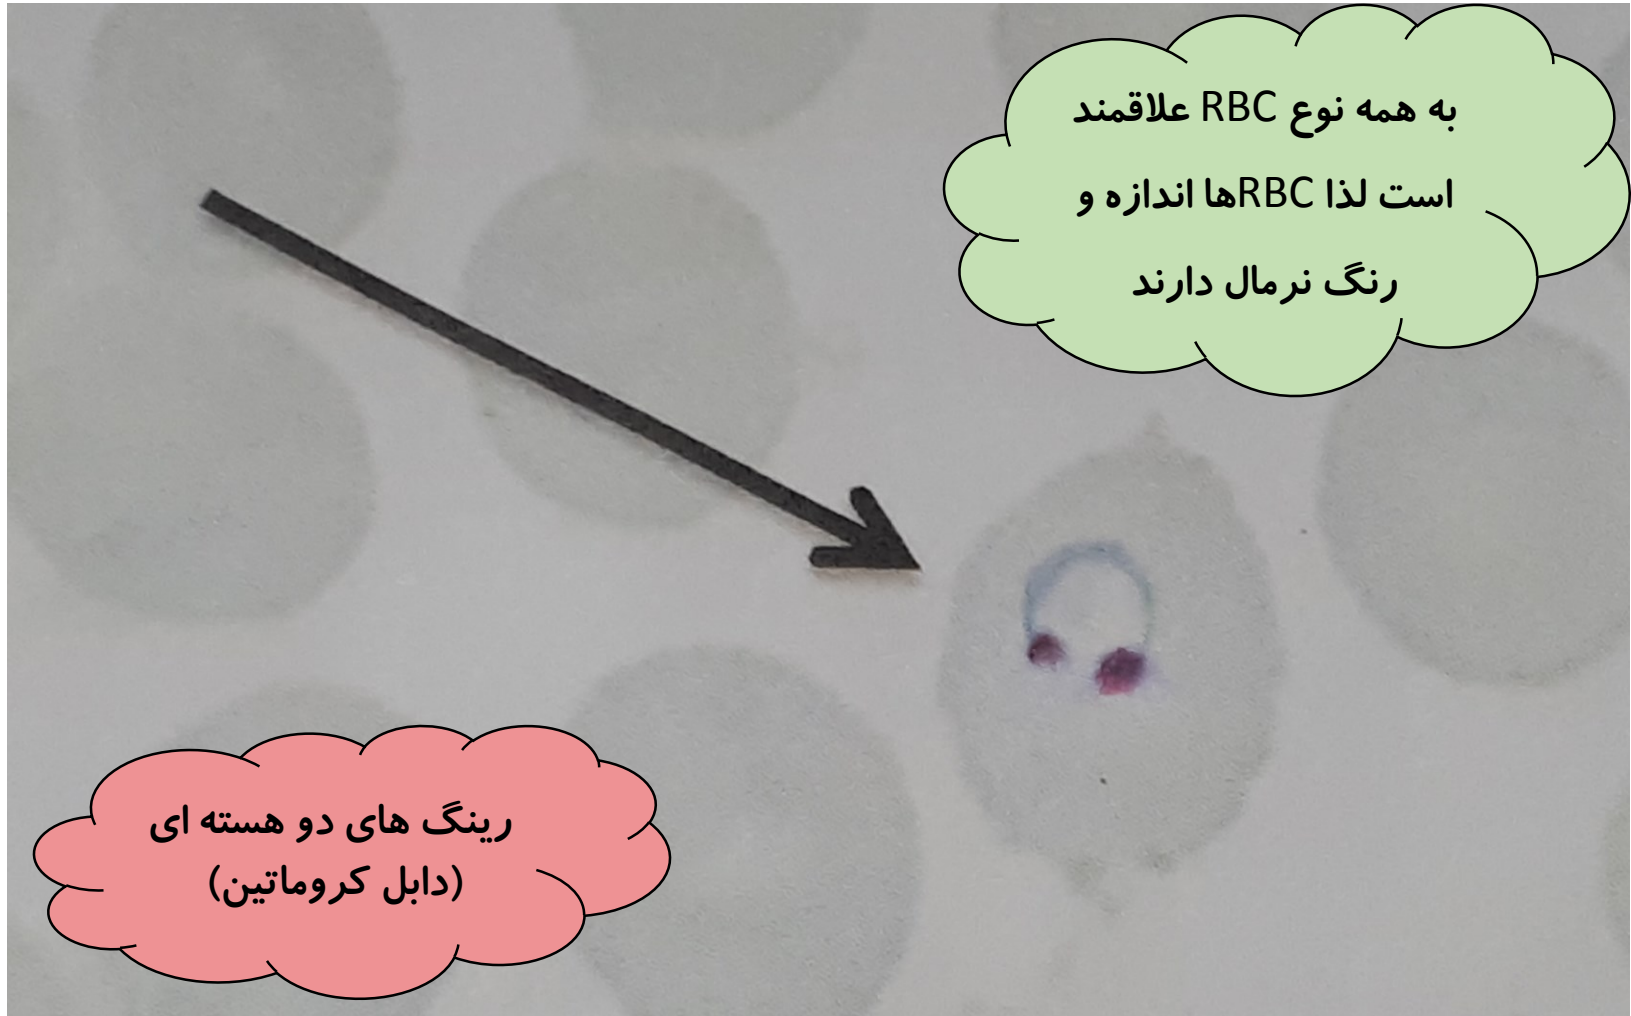 به همه نوع RBC علاقمند
است لذا RBCها اندازه و
رنگ نرمال دارند
رینگ های دو هسته ای
(دابل کروماتین)